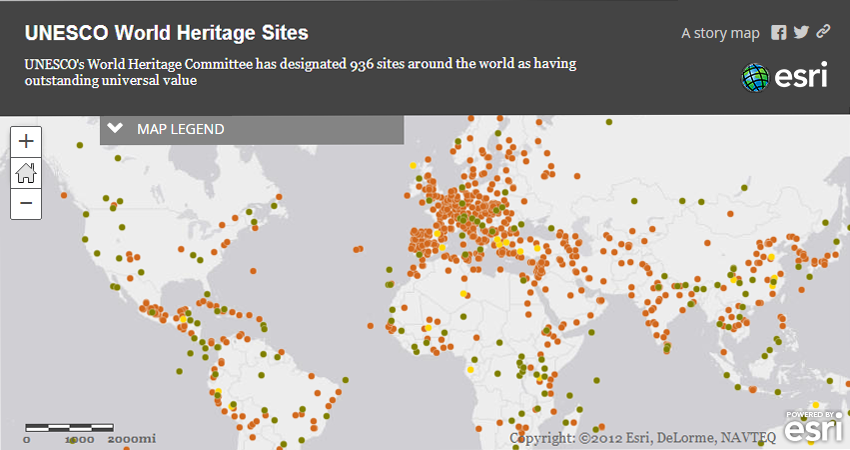 UNESCO World Heritage Sites
A story map
UNESCO's World Heritage Committee has designated 936 sites around the world as having
outstanding universal value
esri
MAP LEGEND
+
−
0 1000 2000mi
Copyright: ©2012 Esri, DeLorme, NAVTEQ
POWERED BY
esri